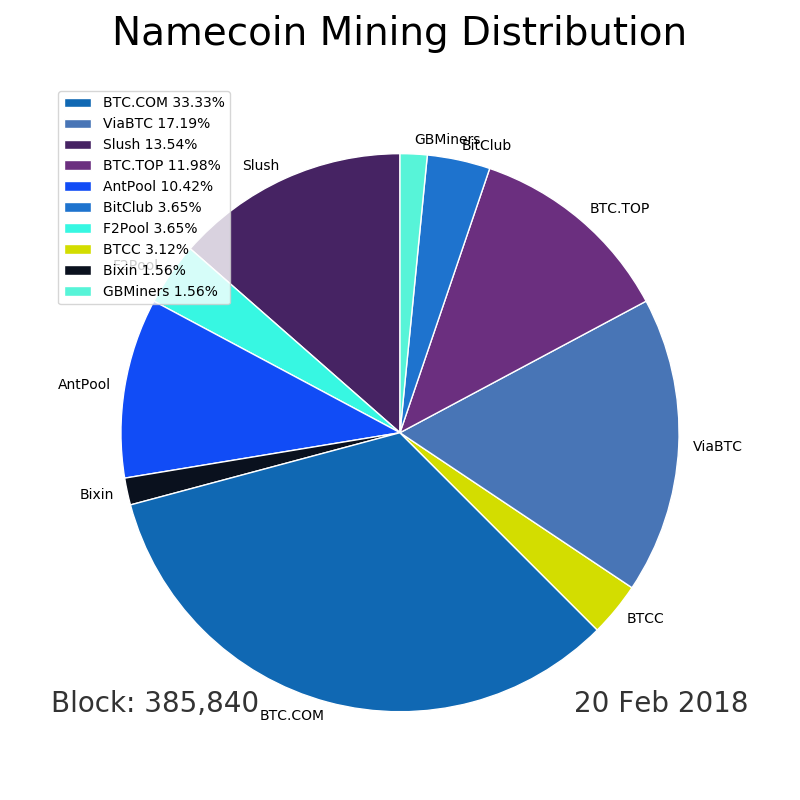 Namecoin Mining Distribution
BTC.COM 33.33%
ViaBTC 17.19%
Slush 13.54%
BTC.TOP 11.98%
AntPool 10.42%
BitClub 3.65%
F2Pool 3.65%
BTCC 3.12%
Bixin 1.56%
GBMiners 1.56%
GBMiners
BitClub
Slush
BTC.TOP
F2Pool
AntPool
ViaBTC
Bixin
BTCC
BTC.COM
Block: 385,840
20 Feb 2018